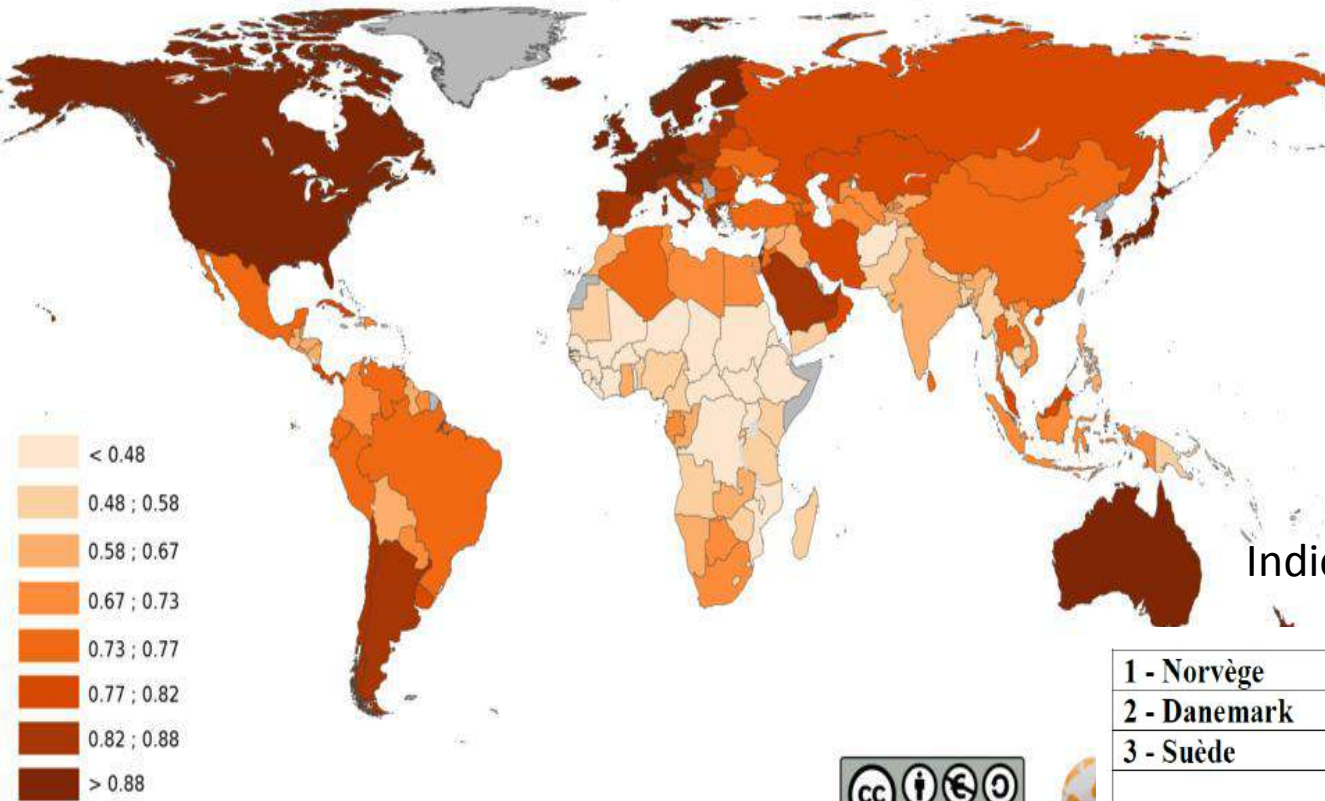 < 0.48
0.48 ; 0.58
0.58 ; 0.67
0.67 ; 0.73
0.73 ; 0.77
0.77 ; 0.82
0.82 ; 0.88
> 0.88
1 - Norvège
2 - Danemark
3 - Suède
cc